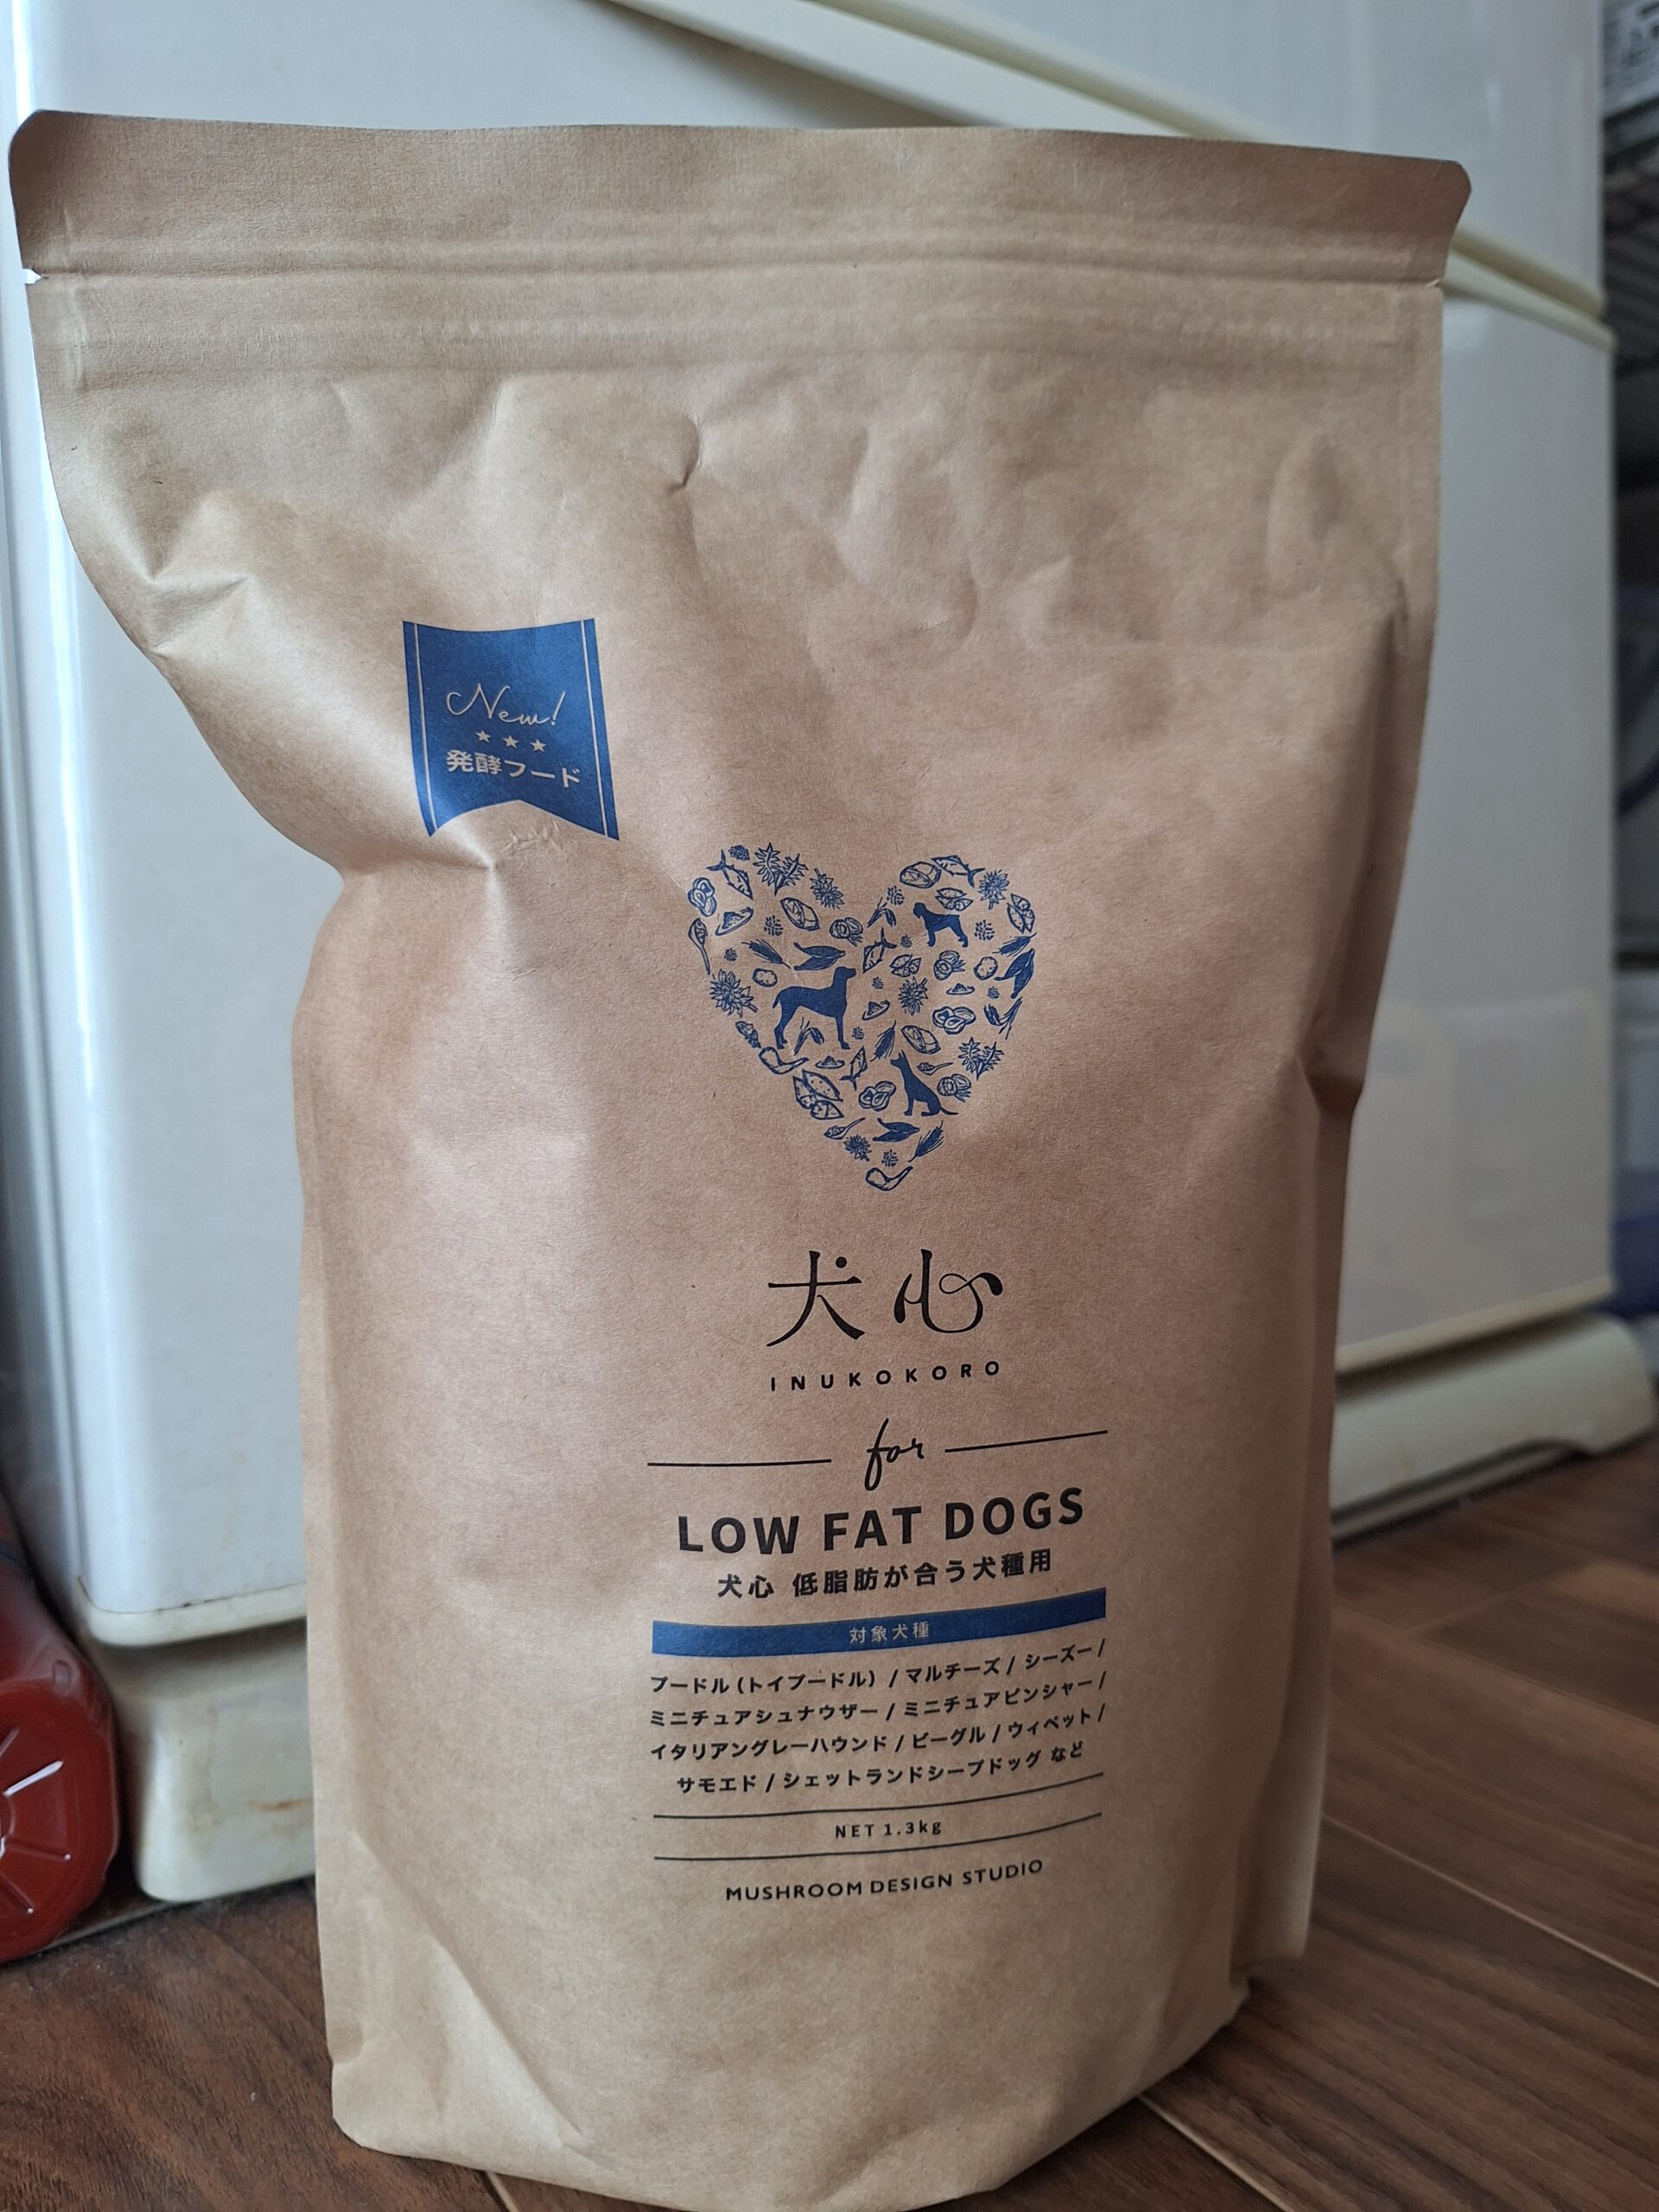 New!
発酵フード
犬心
INUKOKORO
for
LOW FAT DOGS
犬心 低脂肪が合う犬種用
対象犬種
プードル(トイプードル) / マルチーズ / シーズー /
ミニチュアシュナウザー / ミニチュアピンシャー /
イタリアングレーハウンド / ビーグル / ウィペット /
サモエド / シェットランドシープドッグ など
NET 1.3kg
MUSHROOM DESIGN STUDIO